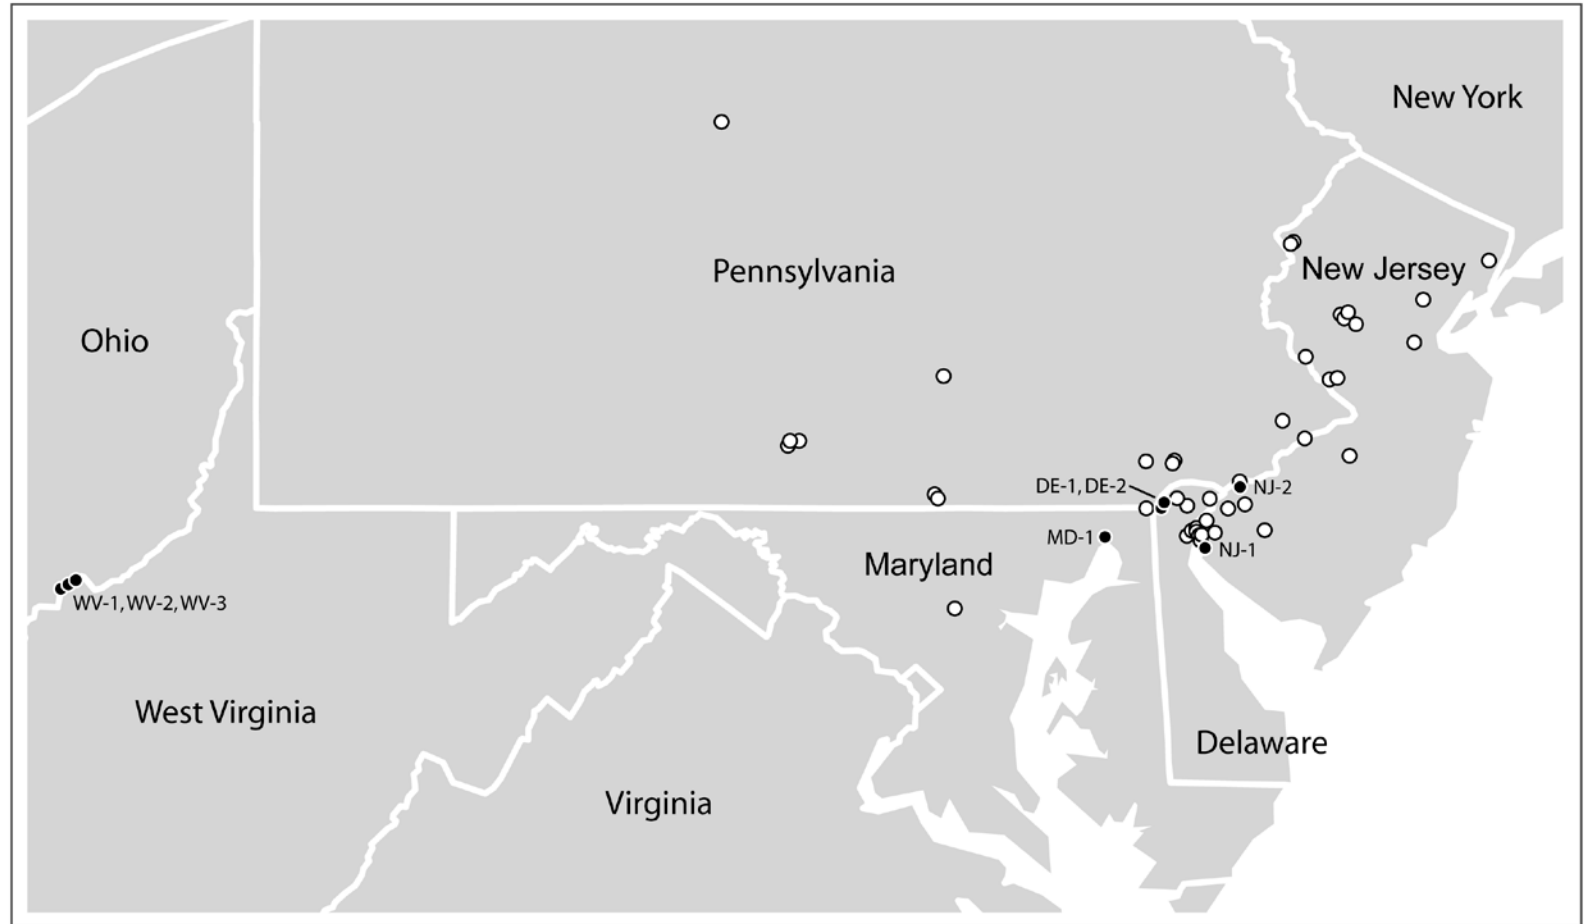 New York
Pennsylvania
New Jersey
Ohio
DE-1, DE-2
NJ-2
MD-1
NJ-1
Maryland
WV-1, WV-2, WV-3
West Virginia
Delaware
Virginia